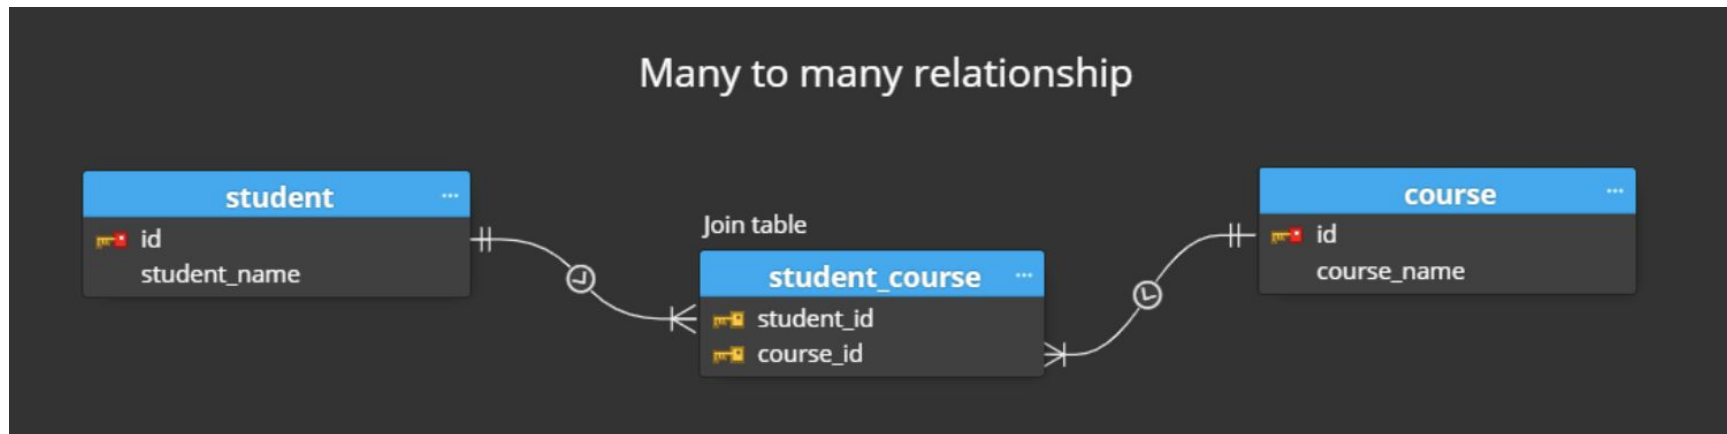 Many to many relationship
student
id
student_name
Join table
student_course
student_id
course_id
course
id
course_name